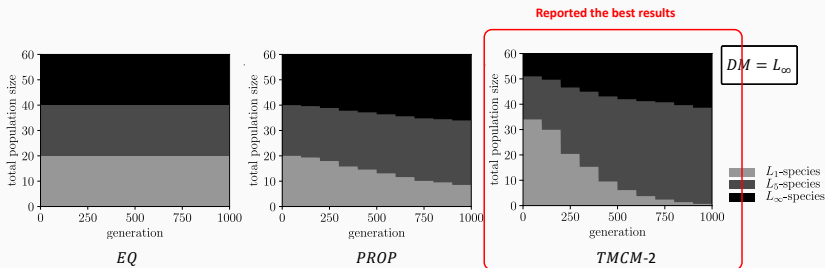 Reported the best results
total population size
60
50
40
30
20
10
0
0 250 500 750 1000
generation
EQ
total population size
60
50
40
30
20
10
0
0 250 500 750 1000
generation
PROP
total population size
60
50
40
30
20
10
0
0 250 500 750 1000
generation
TMCM-2
DM = L∞
L₁-species
L₅-species
L∞-species